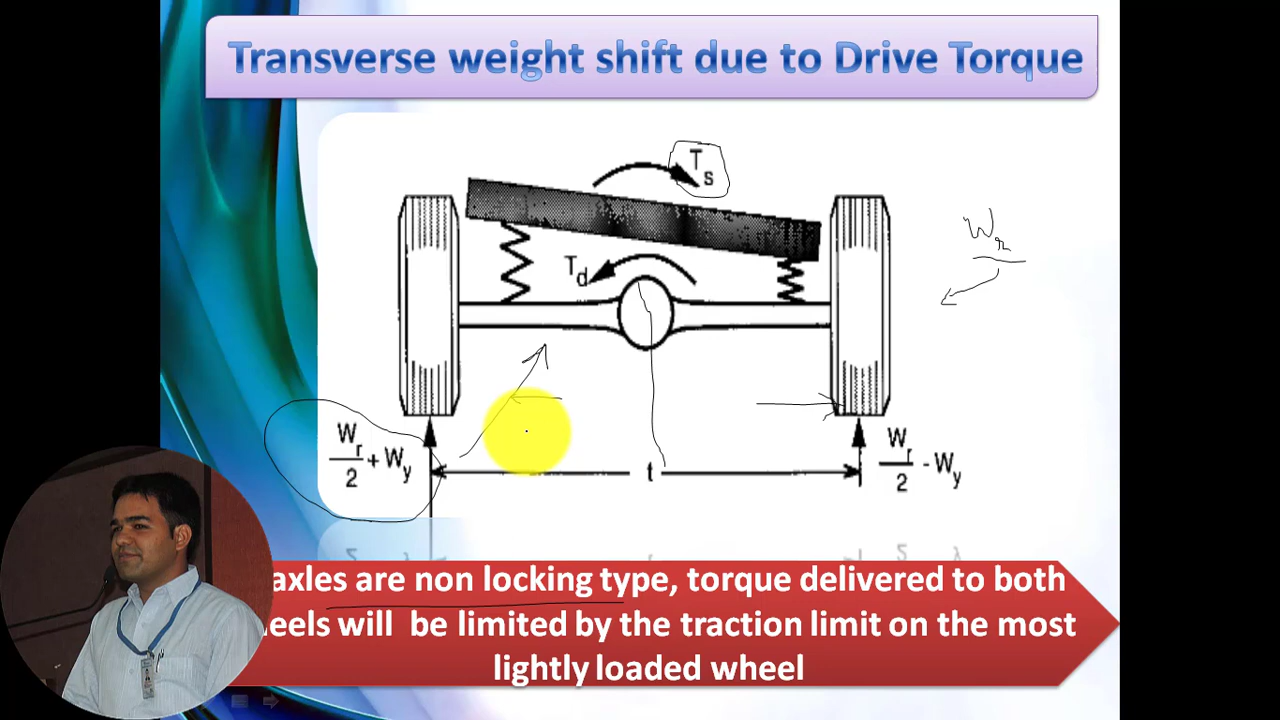 Transverse weight shift due to Drive Torque
T s
T d
W r
W r / 2 + W y
t
W r / 2 - W y
axles are non locking type, torque delivered to both
eels will be limited by the traction limit on the most
lightly loaded wheel